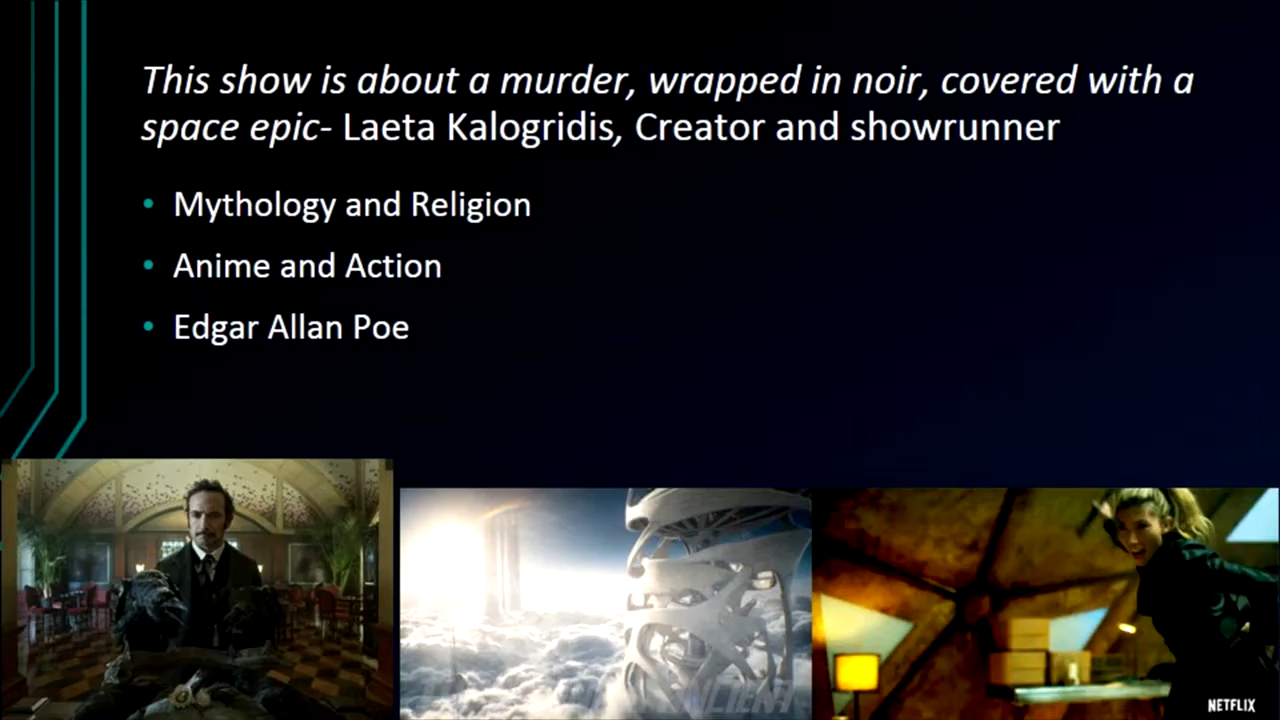 This show is about a murder, wrapped in noir, covered with a
space epic- Laeta Kalogridis, Creator and showrunner
• Mythology and Religion
• Anime and Action
• Edgar Allan Poe
NETFLIX